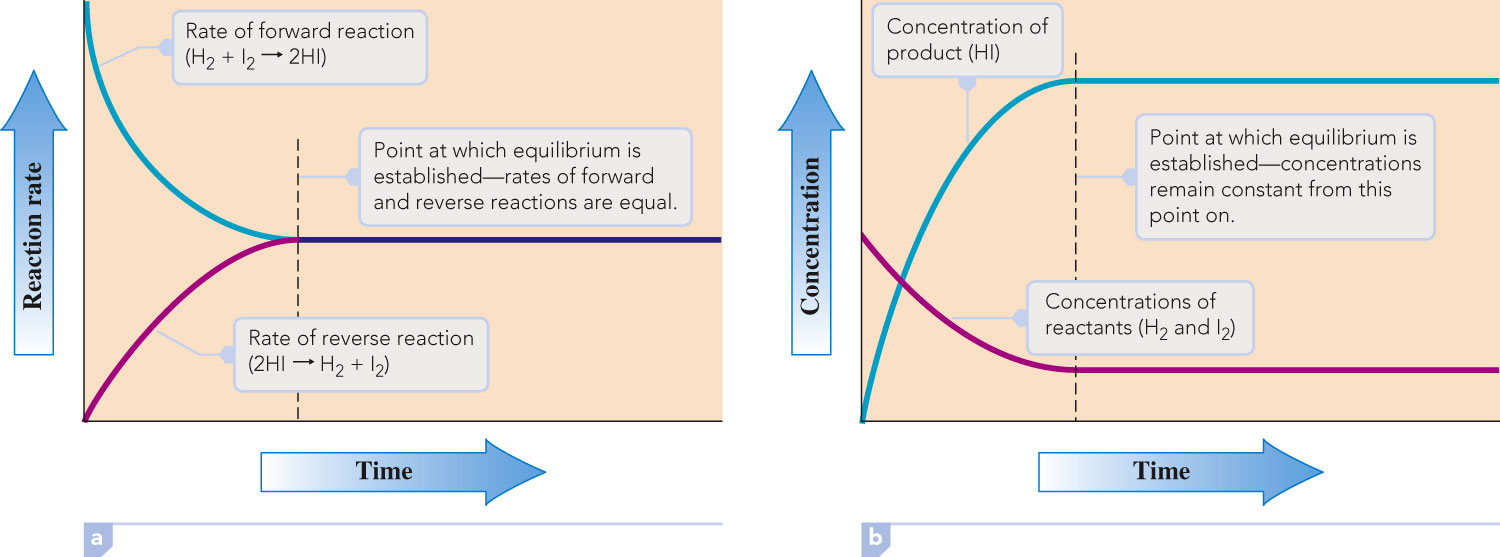 Rate of forward reaction
(H₂ + I₂ → 2HI)
Point at which equilibrium is
established—rates of forward
and reverse reactions are equal.
Rate of reverse reaction
(2HI → H₂ + I₂)
Reaction rate
Time
a
Concentration of
product (HI)
Point at which equilibrium is
established—concentrations
remain constant from this
point on.
Concentrations of
reactants (H₂ and I₂)
Concentration
Time
b